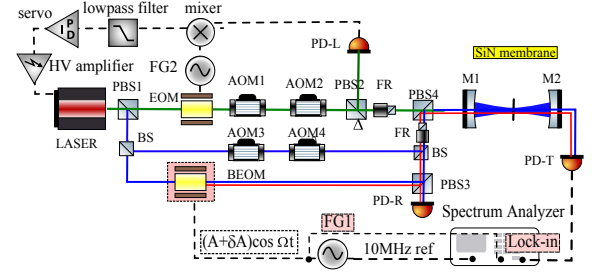 servo lowpass filter mixer
P
I
D
PD-L
SiN membrane
HV amplifier
FG2
PBS1 EOM AOM1 AOM2 PBS2 FR PBS4 M1 M2
LASER
BS AOM3 AOM4 FR BS
PD-T
BEOM
PBS3
PD-R
Spectrum Analyzer
FG1
(A+δA)cos Ωt
10MHz ref
Lock-in